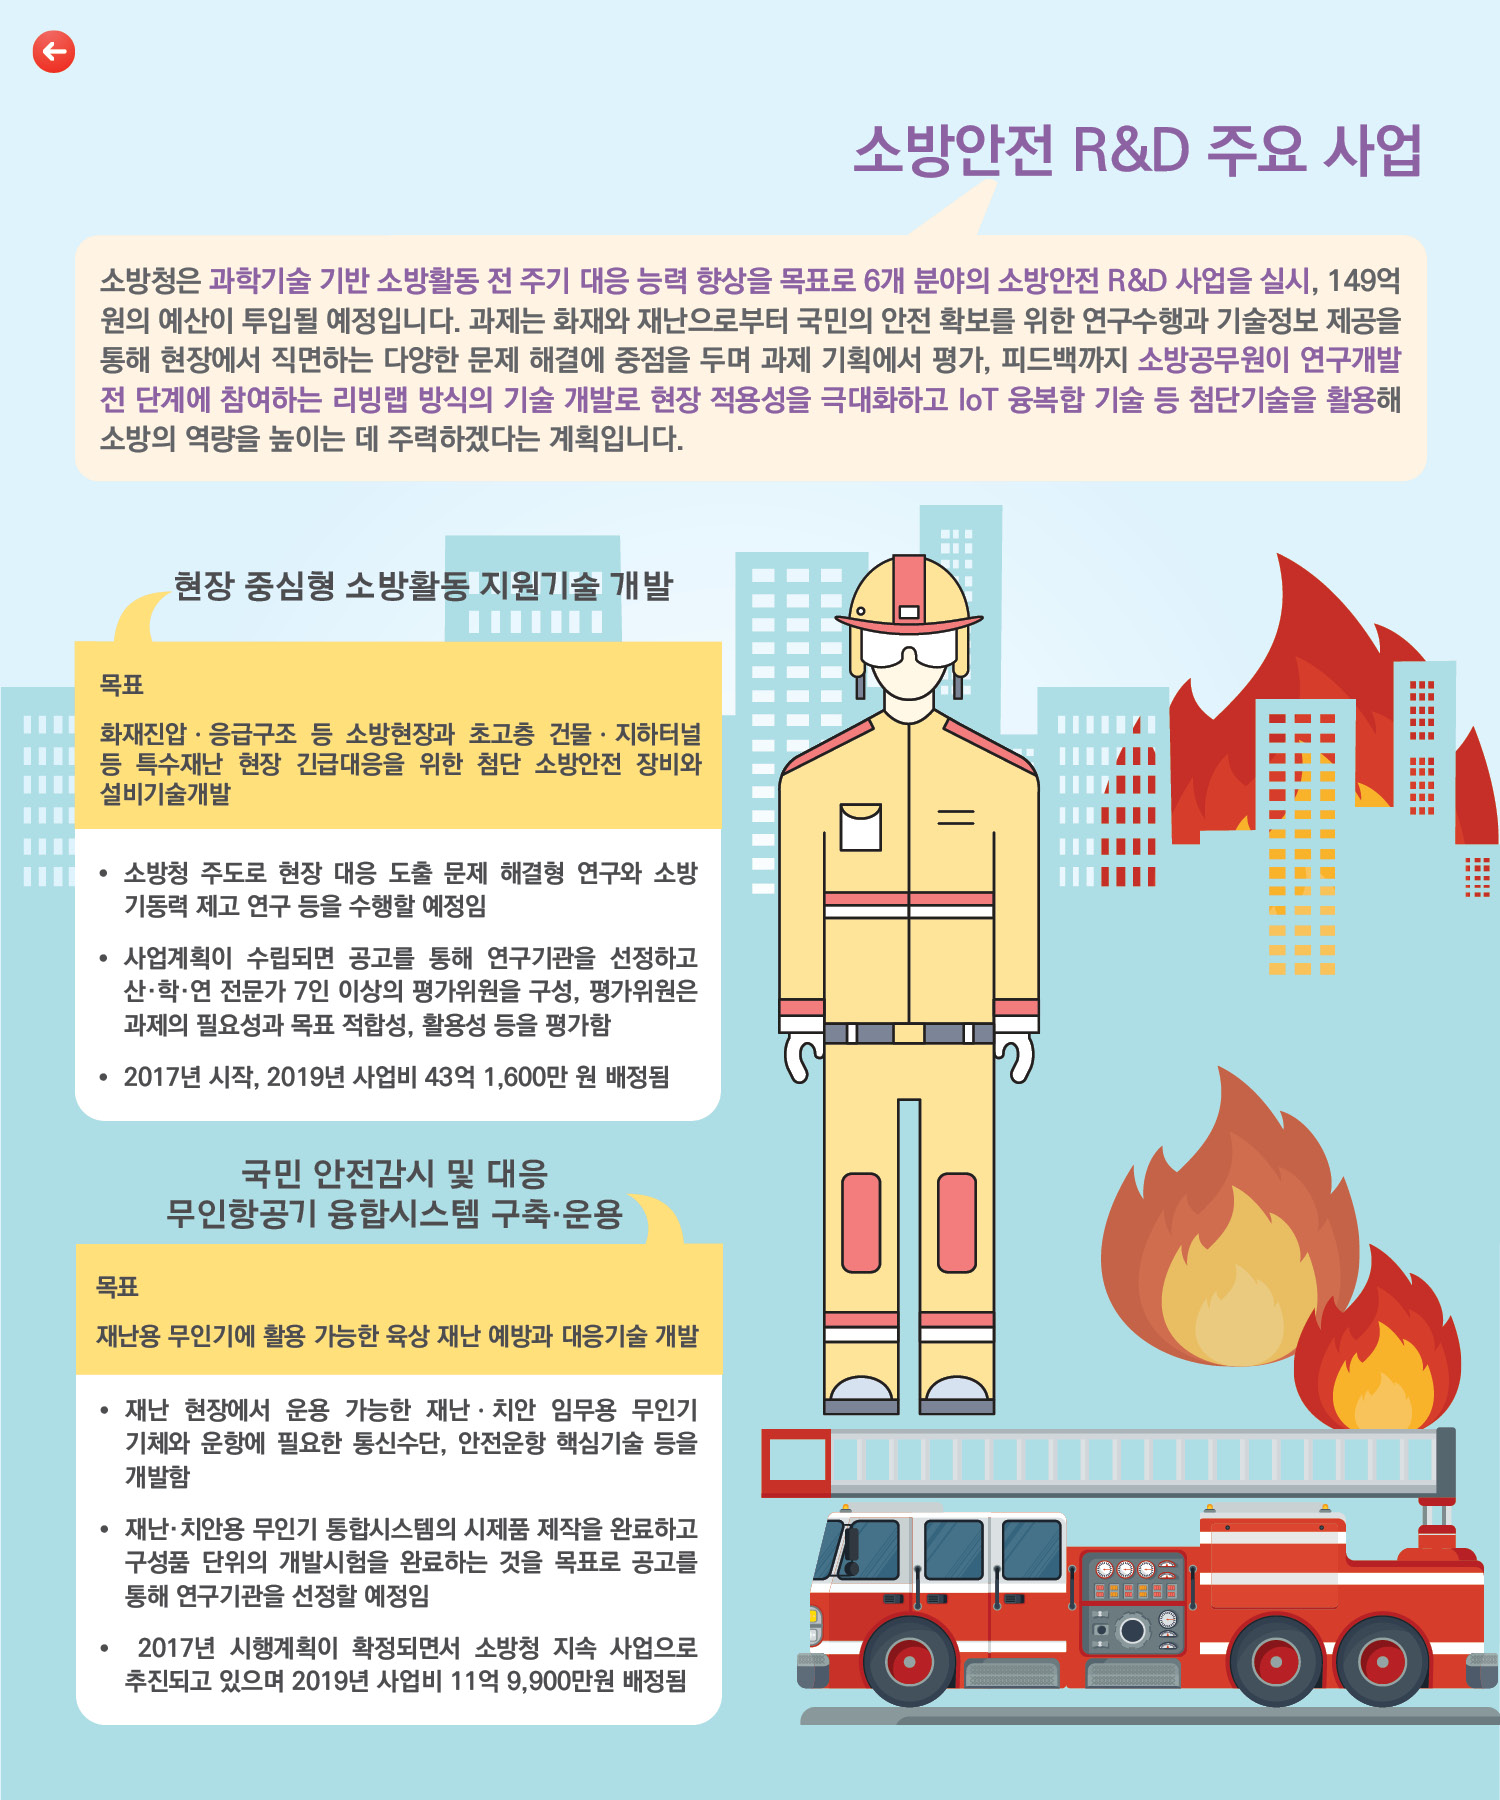 소방안전 R&D 주요 사업
소방청은 과학기술 기반 소방활동 전 주기 대응 능력 향상을 목표로 6개 분야의 소방안전 R&D 사업을 실시, 149억
원의 예산이 투입될 예정입니다. 과제는 화재와 재난으로부터 국민의 안전 확보를 위한 연구수행과 기술정보 제공을
통해 현장에서 직면하는 다양한 문제 해결에 중점을 두며 과제 기획에서 평가, 피드백까지 소방공무원이 연구개발
전 단계에 참여하는 리빙랩 방식의 기술 개발로 현장 적용성을 극대화하고 IoT 융복합 기술 등 첨단기술을 활용해
소방의 역량을 높이는 데 주력하겠다는 계획입니다.
현장 중심형 소방활동 지원기술 개발
목표
화재진압 · 응급구조 등 소방현장과 초고층 건물 · 지하터널
등 특수재난 현장 긴급대응을 위한 첨단 소방안전 장비와
설비기술개발
• 소방청 주도로 현장 대응 도출 문제 해결형 연구와 소방
기동력 제고 연구 등을 수행할 예정임
• 사업계획이 수립되면 공고를 통해 연구기관을 선정하고
산·학·연 전문가 7인 이상의 평가위원을 구성, 평가위원은
과제의 필요성과 목표 적합성, 활용성 등을 평가함
• 2017년 시작, 2019년 사업비 43억 1,600만 원 배정됨
국민 안전감시 및 대응
무인항공기 융합시스템 구축·운용
목표
재난용 무인기에 활용 가능한 육상 재난 예방과 대응기술 개발
• 재난 현장에서 운용 가능한 재난 · 치안 임무용 무인기
기체와 운항에 필요한 통신수단, 안전운항 핵심기술 등을
개발함
• 재난·치안용 무인기 통합시스템의 시제품 제작을 완료하고
구성품 단위의 개발시험을 완료하는 것을 목표로 공고를
통해 연구기관을 선정할 예정임
• 2017년 시행계획이 확정되면서 소방청 지속 사업으로
추진되고 있으며 2019년 사업비 11억 9,900만원 배정됨